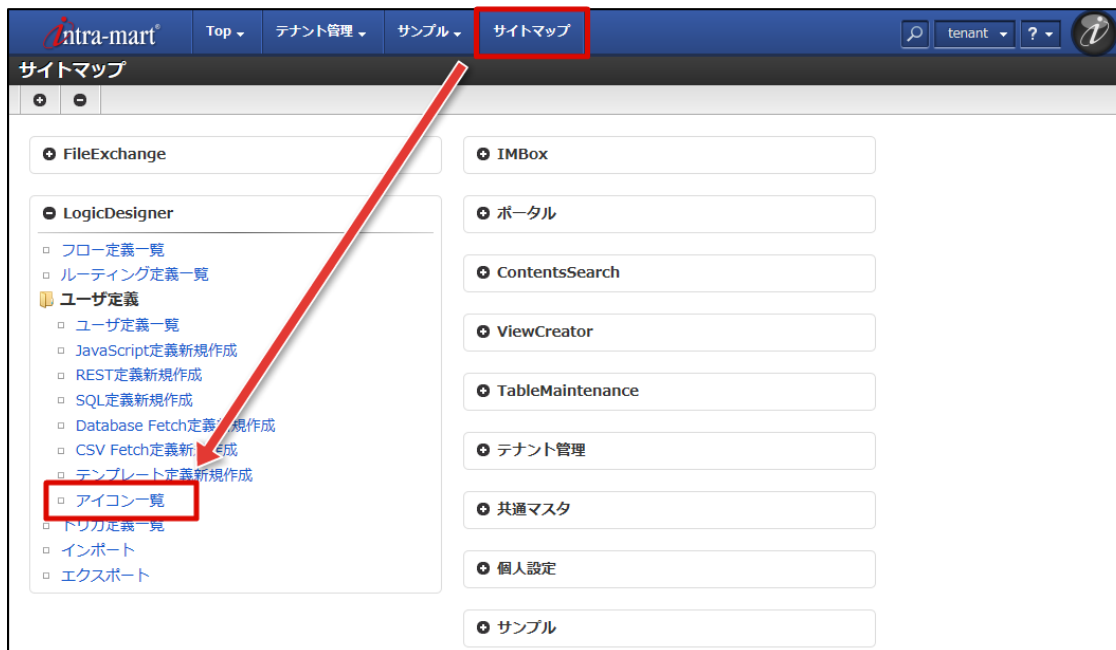 intra-mart® Top テナント管理 サンプル サイトマップ tenant ?
サイトマップ
FileExchange
LogicDesigner
フロー定義一覧
ルーティング定義一覧
ユーザ定義
ユーザ定義一覧
JavaScript定義新規作成
REST定義新規作成
SQL定義新規作成
Database Fetch定義新規作成
CSV Fetch定義新規作成
テンプレート定義新規作成
アイコン一覧
トリガ定義一覧
インポート
エクスポート
IMBox
ポータル
ContentsSearch
ViewCreator
TableMaintenance
テナント管理
共通マスタ
個人設定
サンプル